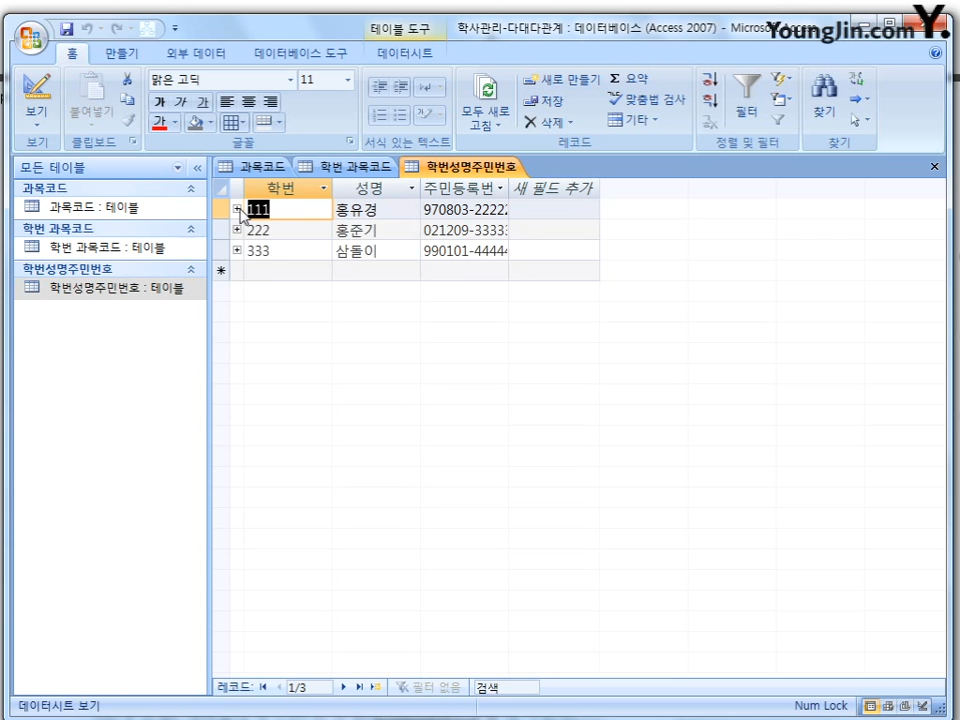 테이블 도구
학사관리-다대다관계 : 데이터베이스 (Access 2007) -
YoungJin.com Y.
홈 만들기 외부 데이터 데이터베이스 도구 데이터시트
보기
보기
붙여넣기
클립보드
맑은 고딕 11
가 가 가
가
글꼴
서식 있는 텍스트
모두 새로
고침
새로 만들기
저장
삭제
Σ 요약
맞춤법 검사
기타
레코드
필터
정렬 및 필터
찾기
찾기
모든 테이블
과목코드
과목코드 : 테이블
학번 과목코드
학번 과목코드 : 테이블
학번성명주민번호
학번성명주민번호 : 테이블
과목코드 학번 과목코드 학번성명주민번호
학번 성명 주민등록번 새 필드 추가
111 홍유경 970803-2222
222 홍준기 021209-3333
333 삼돌이 990101-4444
레코드: 1/3 필터 없음 검색
데이터시트 보기 Num Lock